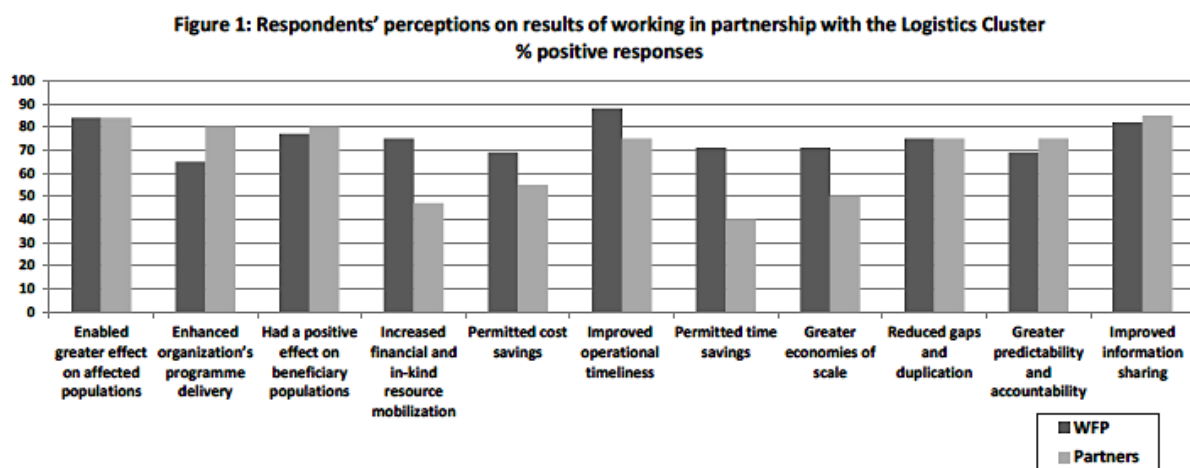 Figure 1: Respondents' perceptions on results of working in partnership with the Logistics Cluster
% positive responses
100
90
80
70
60
50
40
30
20
10
0
Enabled
greater effect
on affected
populations
Enhanced
organization's
programme
delivery
Had a positive
effect on
beneficiary
populations
Increased
financial and
in-kind
resource
mobilization
Permitted cost
savings
Improved
operational
timeliness
Permitted time
savings
Greater
economies of
scale
Reduced gaps
and
duplication
Greater
predictability
and
accountability
Improved
information
sharing
WFP
Partners